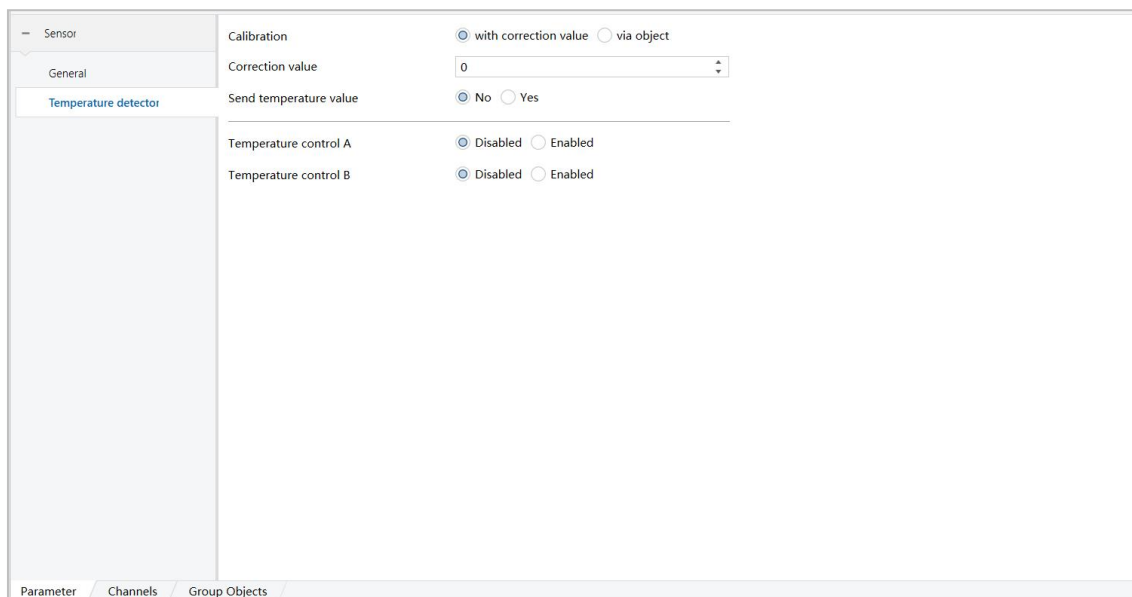 Sensor
General
Temperature detector
Calibration with correction value via object
Correction value 0
Send temperature value No Yes
Temperature control A Disabled Enabled
Temperature control B Disabled Enabled
Parameter Channels Group Objects